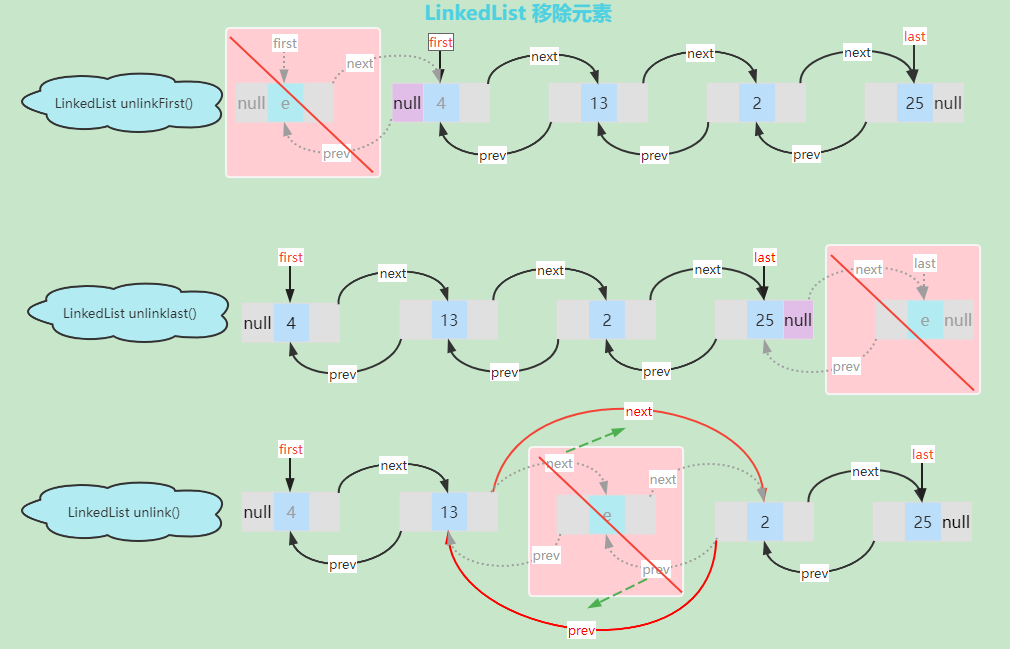 LinkedList 移除元素
first
first
last
next
next
next
next
LinkedList unlinkFirst()
null
e
null
4
13
2
25
null
prev
prev
prev
prev
first
last
last
next
next
next
next
LinkedList unlinklast()
null
4
13
2
25
null
e
null
prev
prev
prev
prev
next
first
last
next
next
next
next
LinkedList unlink()
null
4
13
e
2
25
null
prev
prev
prev
prev
prev